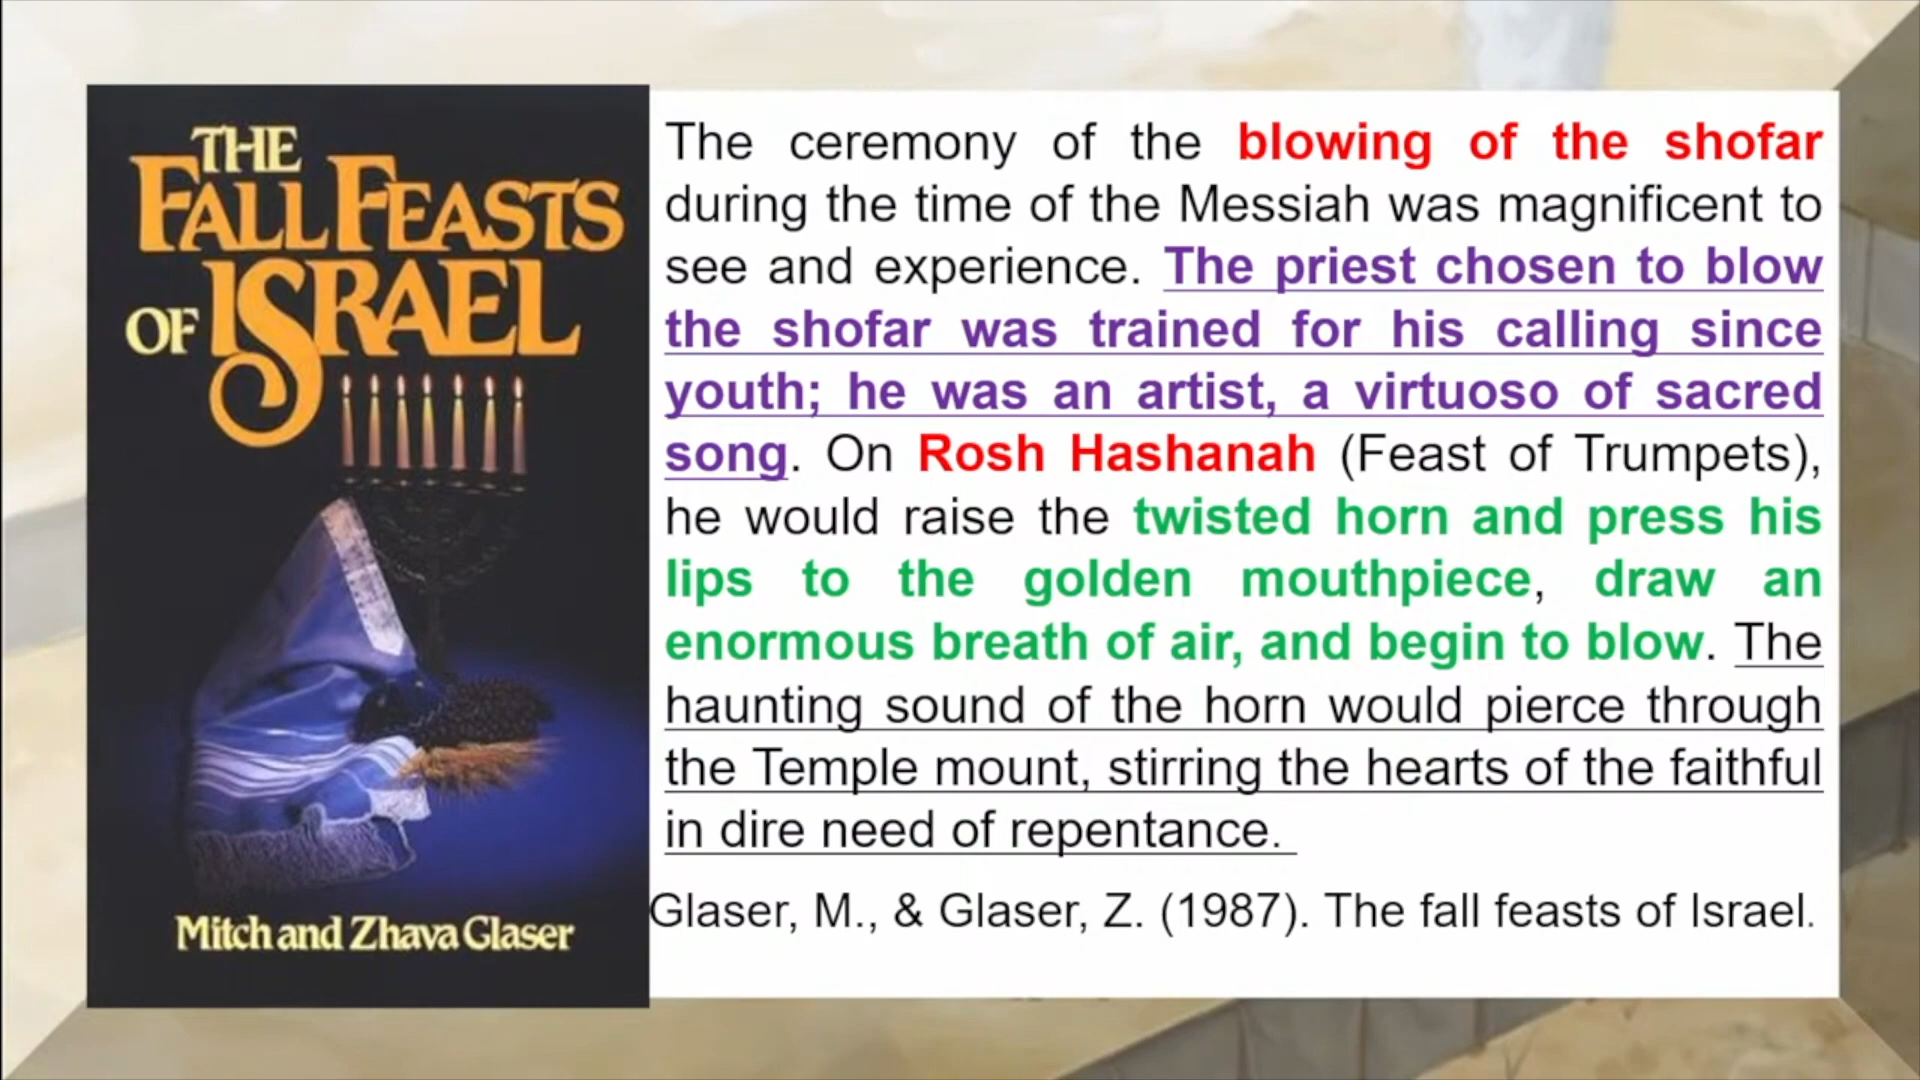 THE
FALL FEASTS
OF ISRAEL
Mitch and Zhava Glaser
The ceremony of the blowing of the shofar
during the time of the Messiah was magnificent to
see and experience. The priest chosen to blow
the shofar was trained for his calling since
youth; he was an artist, a virtuoso of sacred
song. On Rosh Hashanah (Feast of Trumpets),
he would raise the twisted horn and press his
lips to the golden mouthpiece, draw an
enormous breath of air, and begin to blow. The
haunting sound of the horn would pierce through
the Temple mount, stirring the hearts of the faithful
in dire need of repentance.
Glaser, M., & Glaser, Z. (1987). The fall feasts of Israel.